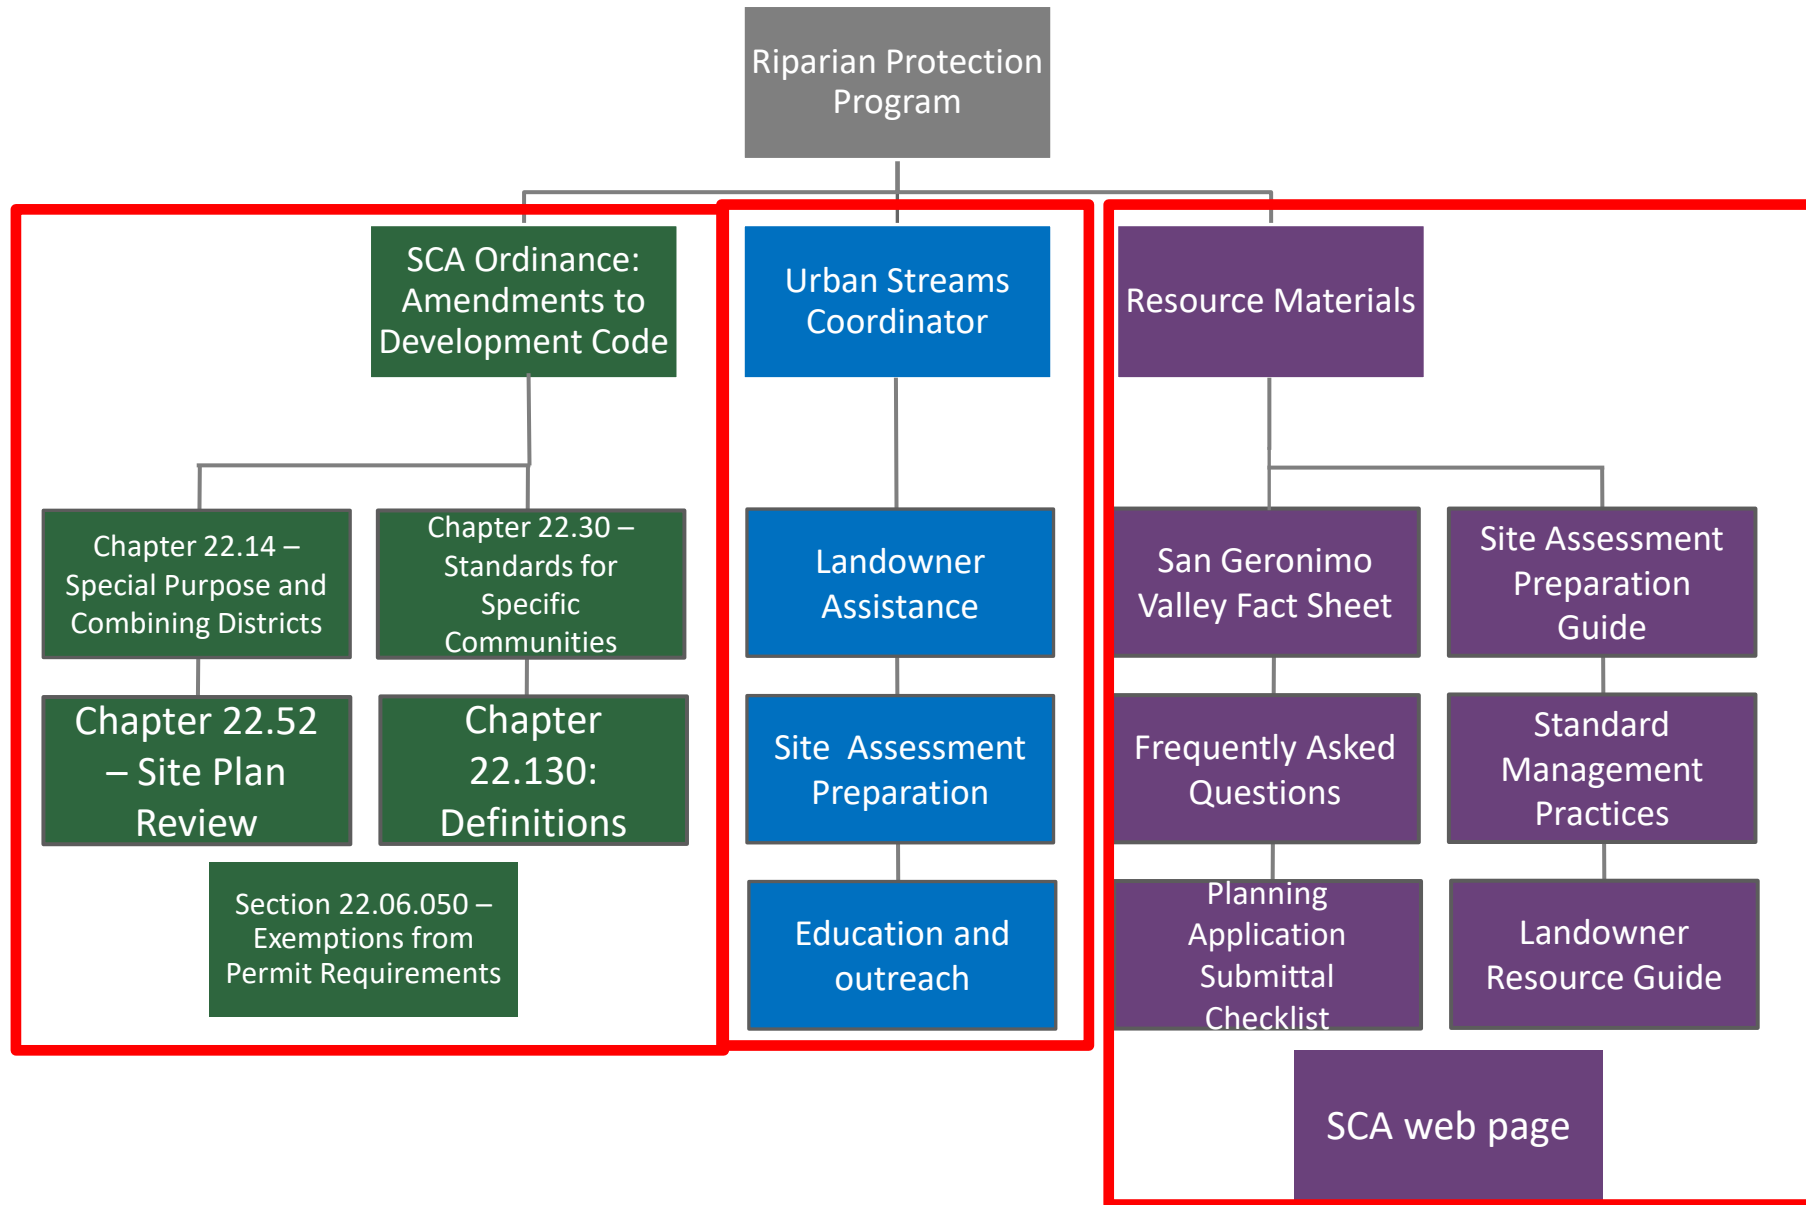 Riparian Protection
Program
SCA Ordinance:
Amendments to
Development Code
Urban Streams
Coordinator
Resource Materials
Chapter 22.14 –
Special Purpose and
Combining Districts
Chapter 22.30 –
Standards for
Specific
Communities
Landowner
Assistance
San Geronimo
Valley Fact Sheet
Site Assessment
Preparation
Guide
Chapter 22.52
– Site Plan
Review
Chapter
22.130:
Definitions
Site  Assessment
Preparation
Frequently Asked
Questions
Standard
Management
Practices
Section 22.06.050 –
Exemptions from
Permit Requirements
Education and
outreach
Planning
Application
Submittal
Checklist
Landowner
Resource Guide
SCA web page